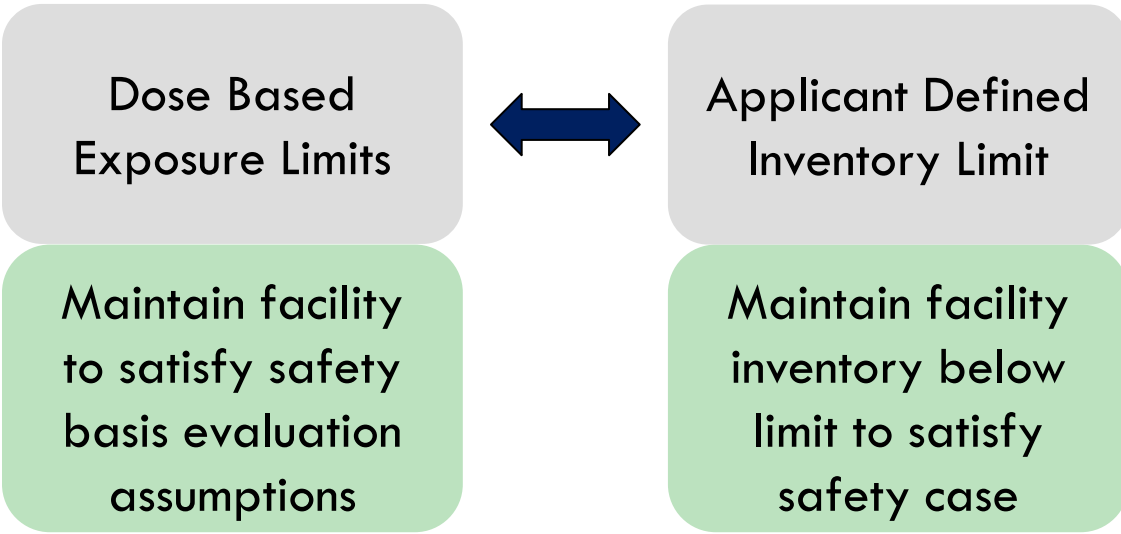 Dose Based
Exposure Limits
Maintain facility
to satisfy safety
basis evaluation
assumptions
Applicant Defined
Inventory Limit
Maintain facility
inventory below
limit to satisfy
safety case